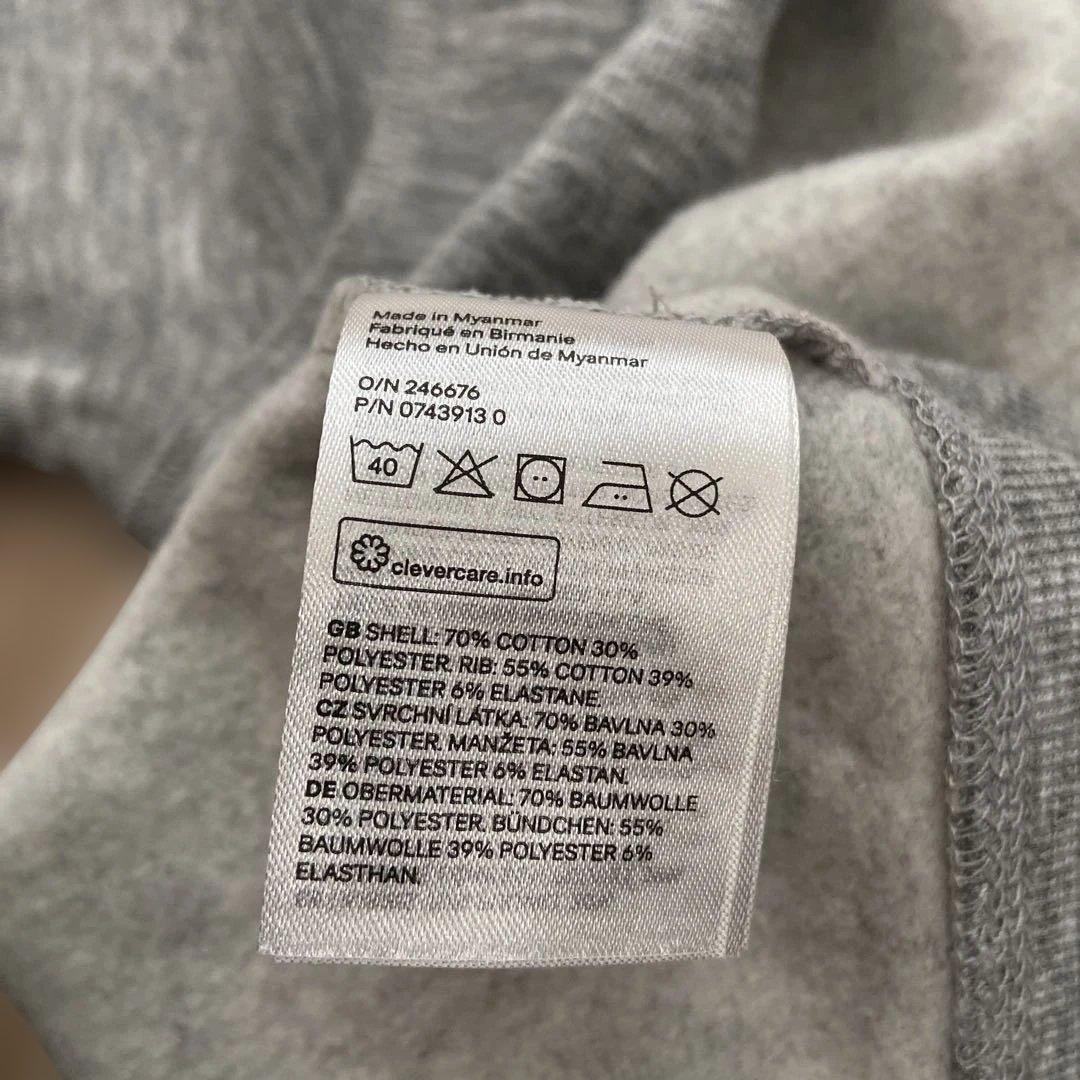 Made in Myanmar
Fabriqué en Birmanie
Hecho en Unión de Myanmar
O/N 246676
P/N 0743913 0
40
clevercare.info
GB SHELL: 70% COTTON 30%
POLYESTER. RIB: 55% COTTON 39%
POLYESTER 6% ELASTANE.
CZ SVRCHNÍ LÁTKA: 70% BAVLNA 30%
POLYESTER. MANŽETA: 55% BAVLNA
39% POLYESTER 6% ELASTAN.
DE OBERMATERIAL: 70% BAUMWOLLE
30% POLYESTER. BÜNDCHEN: 55%
BAUMWOLLE 39% POLYESTER 6%
ELASTHAN.